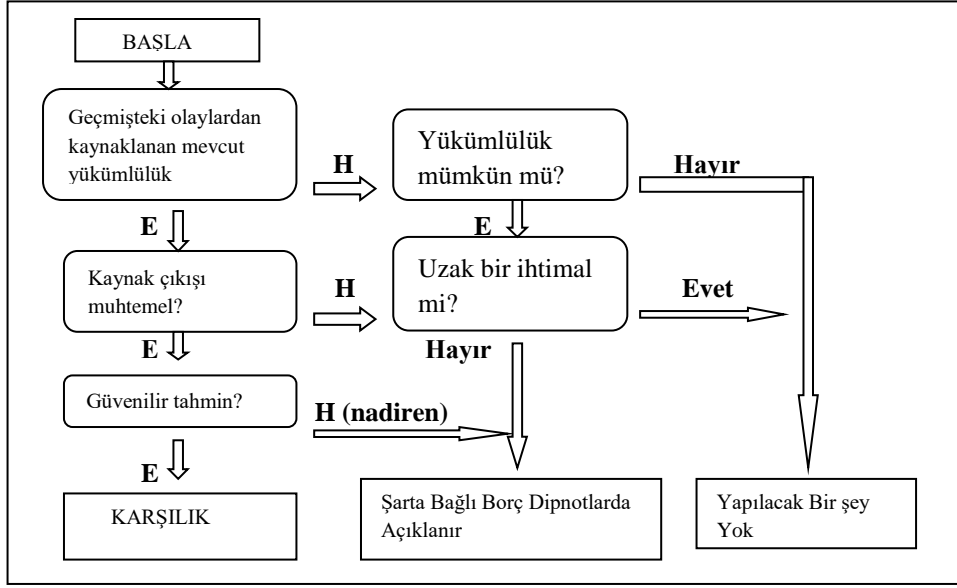 BAŞLA
Geçmişteki olaylardan
kaynaklanan mevcut
yükümlülük
H
Yükümlülük
mümkün mü?
Hayır
E
E
Kaynak çıkışı
muhtemel?
H
Uzak bir ihtimal
mi?
Evet
E
Hayır
Güvenilir tahmin?
H (nadiren)
E
KARŞILIK
Şarta Bağlı Borç Dipnotlarda
Açıklanır
Yapılacak Bir şey
Yok